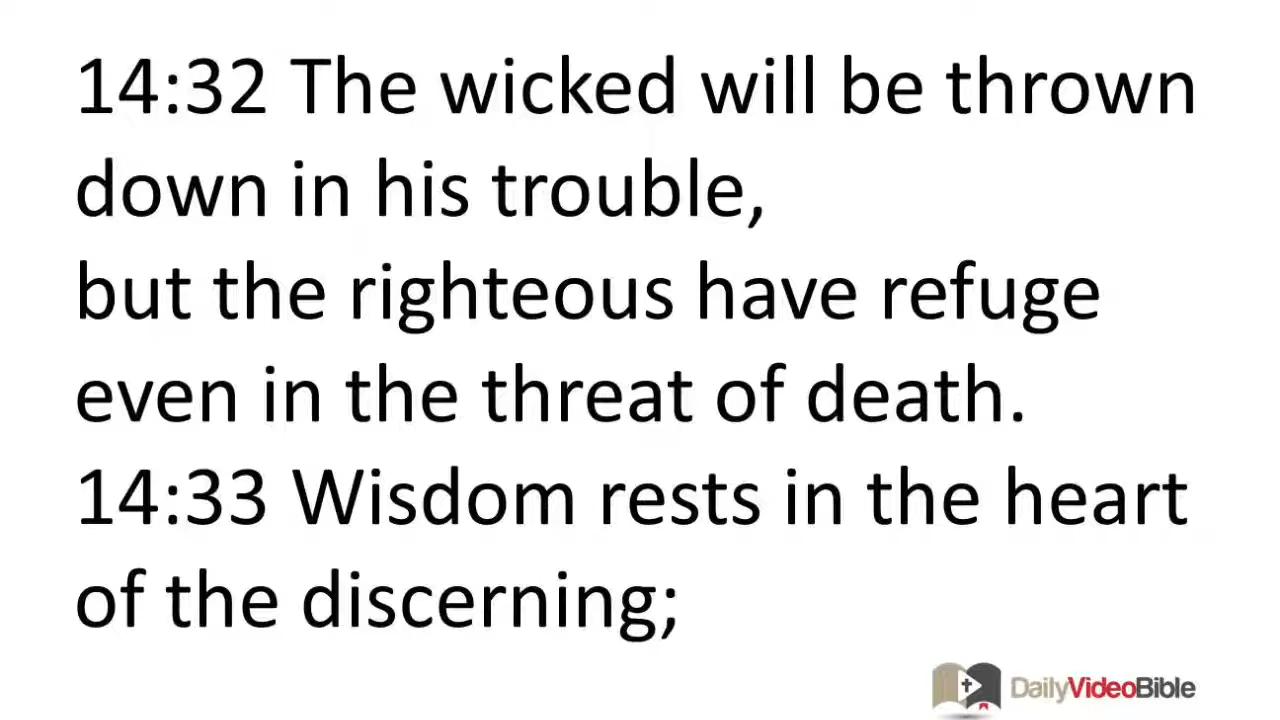 14:32 The wicked will be thrown
down in his trouble,
but the righteous have refuge
even in the threat of death.
14:33 Wisdom rests in the heart
of the discerning;
DailyVideoBible